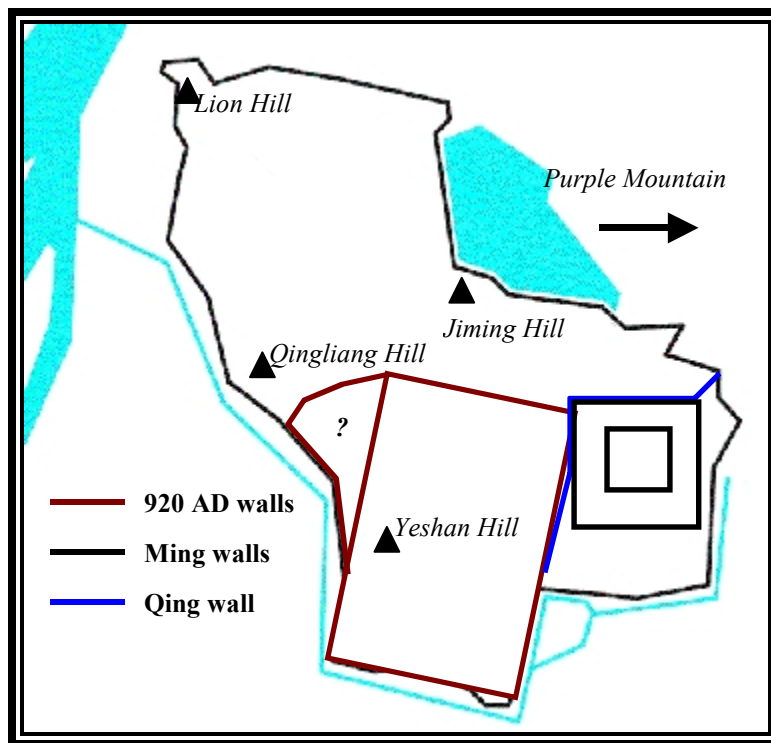 Lion Hill
Purple Mountain
Jiming Hill
Qingliang Hill
?
920 AD walls
Yeshan Hill
Ming walls
Qing wall